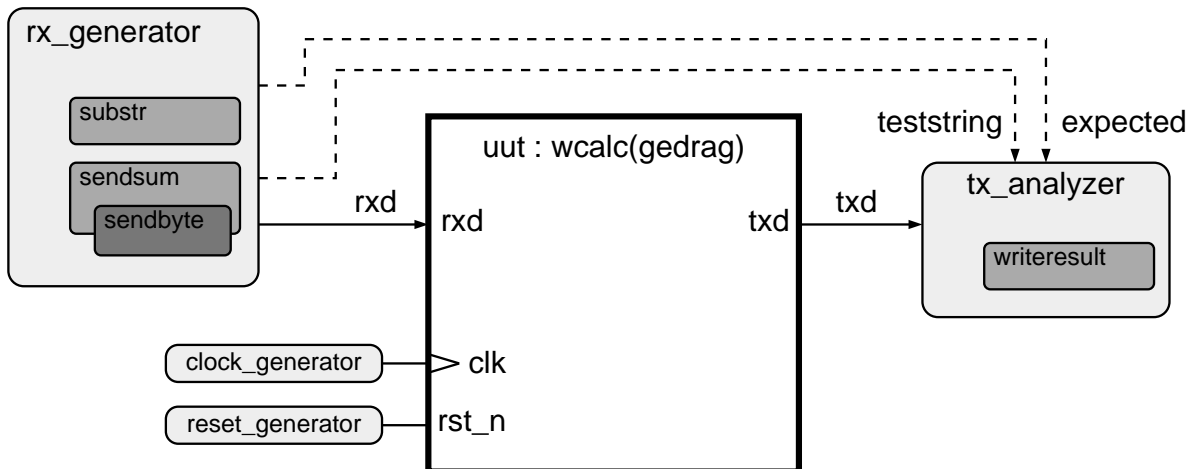 rx_generator
substr
sendsum
sendbyte
rxd
uut : wcalc(gedrag)
rxd
txd
clk
rst_n
clock_generator
reset_generator
txd
teststring
expected
tx_analyzer
writeresult